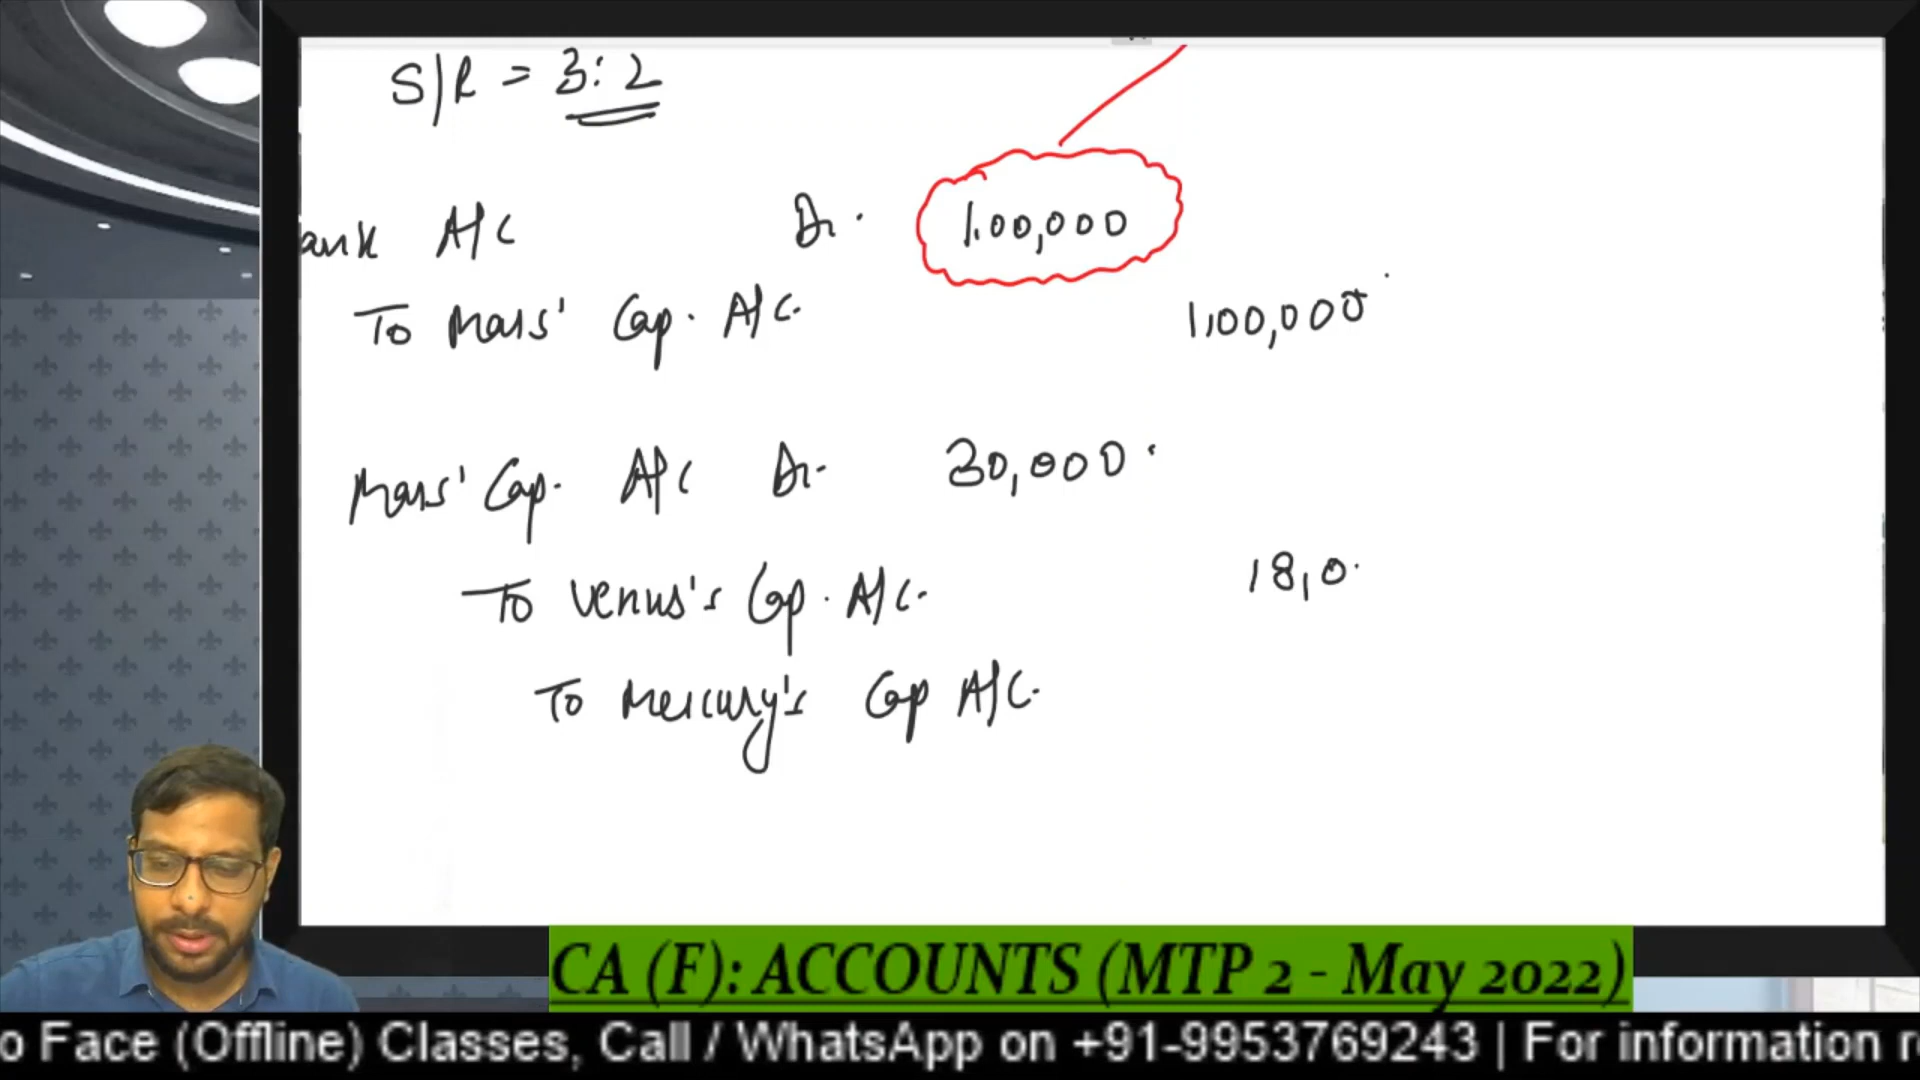 S/R = 3:2
ank A/c Dr. 1,00,000
To Mars' Cap. A/c. 1,00,000
Mars' Cap. A/c Dr. 30,000
To Venus's Cap. A/c. 18,0
To Mercury's Cap A/c.
CA (F): ACCOUNTS (MTP 2 - May 2022)
o Face (Offline) Classes, Call / WhatsApp on +91-9953769243 | For information re